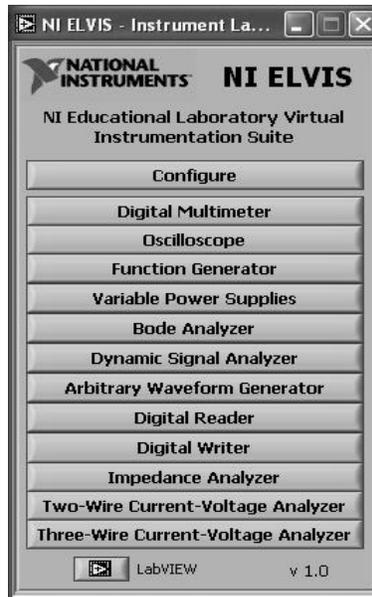 NI ELVIS - Instrument La...
NATIONAL
INSTRUMENTS
NI ELVIS
NI Educational Laboratory Virtual
Instrumentation Suite
Configure
Digital Multimeter
Oscilloscope
Function Generator
Variable Power Supplies
Bode Analyzer
Dynamic Signal Analyzer
Arbitrary Waveform Generator
Digital Reader
Digital Writer
Impedance Analyzer
Two-Wire Current-Voltage Analyzer
Three-Wire Current-Voltage Analyzer
LabVIEW
v 1.0